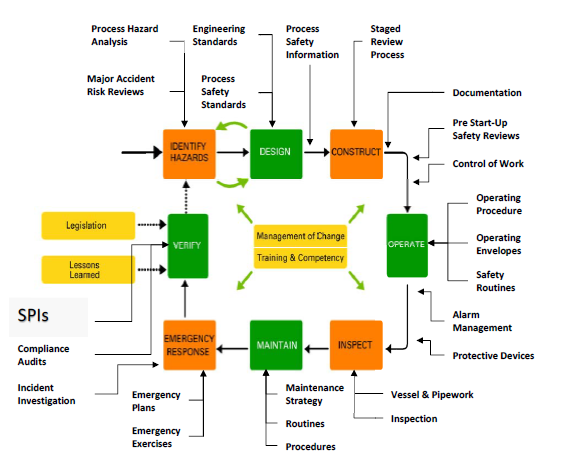 Process Hazard
Analysis
Engineering
Standards
Process
Safety
Information
Staged
Review
Process
Major Accident
Risk Reviews
Process
Safety
Standards
Documentation
Pre Start-Up
Safety Reviews
Control of Work
IDENTIFY
HAZARDS
DESIGN
CONSTRUCT
Operating
Procedure
Operating
Envelopes
Safety
Routines
Legislation
Lessons
Learned
VERIFY
Management of Change
Training & Competency
OPERATE
SPIs
Alarm
Management
Protective Devices
EMERGENCY
RESPONSE
MAINTAIN
INSPECT
Compliance
Audits
Incident
Investigation
Emergency
Plans
Emergency
Exercises
Maintenance
Strategy
Routines
Procedures
Vessel & Pipework
Inspection